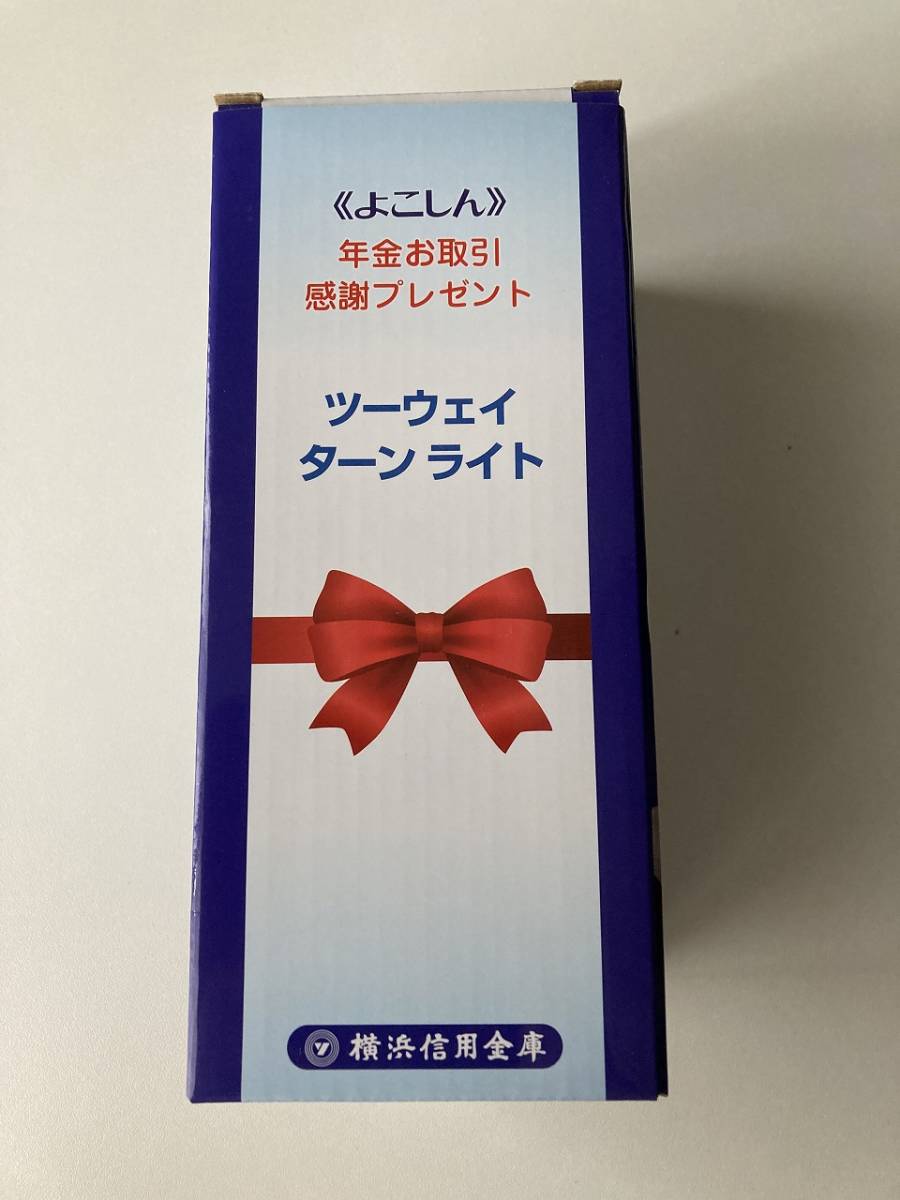 《よこしん》
年金お取引
感謝プレゼント
ツーウェイ
ターン ライト
横浜信用金庫